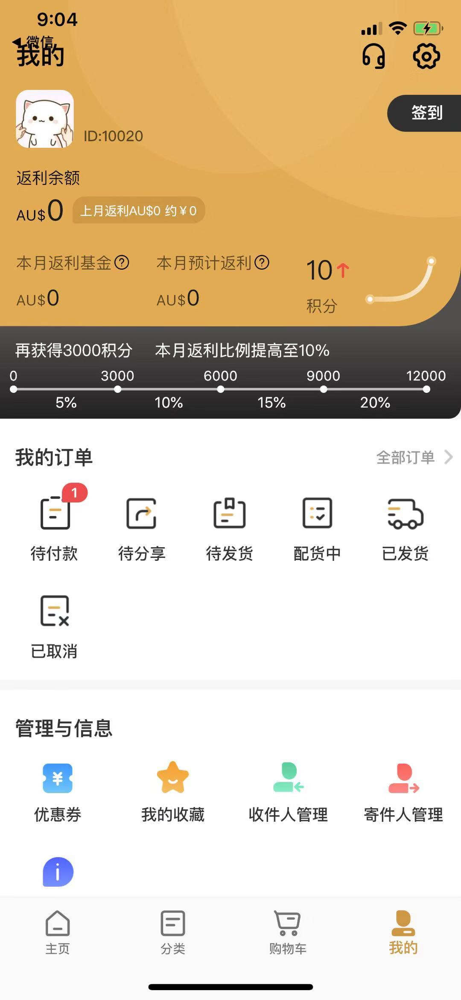 9:04
微信
我的
签到
ID:10020
返利余额
AU$0 上月返利AU$0 约￥0
本月返利基金? 本月预计返利? 10
AU$0 AU$0 积分
再获得3000积分 本月返利比例提高至10%
0 3000 6000 9000 12000
5% 10% 15% 20%
我的订单 全部订单
1
待付款 待分享 待发货 配货中 已发货
已取消
管理与信息
¥
优惠券 我的收藏 收件人管理 寄件人管理
i
主页 分类 购物车 我的